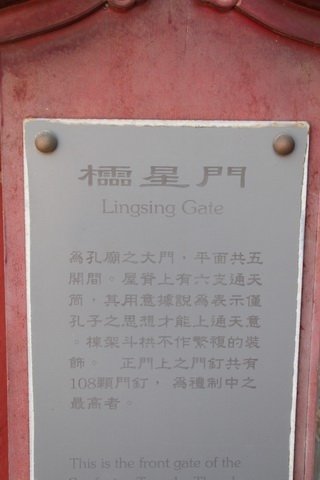 櫺星門
Lingsing Gate
為孔廟之大門，平面共五
開間。屋脊上有六支通天
筒，其用意據說為表示僅
孔子之思想才能上通天意
。棟架斗栱不作繁複的裝
飾。　正門上之門釘共有
108顆門釘，為禮制中之
最高者。
This is the front gate of the